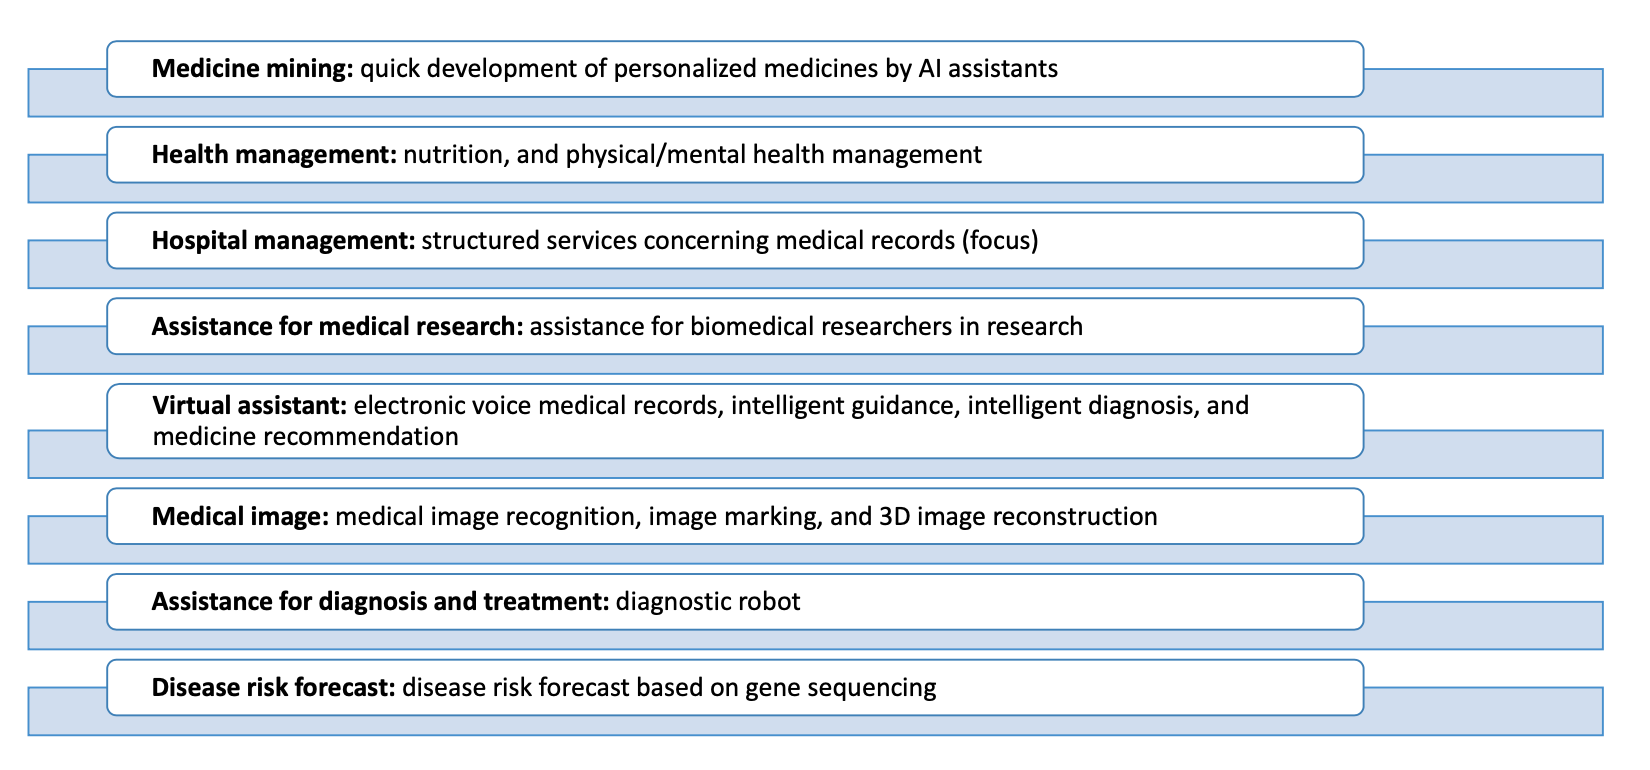 Medicine mining: quick development of personalized medicines by AI assistants
Health management: nutrition, and physical/mental health management
Hospital management: structured services concerning medical records (focus)
Assistance for medical research: assistance for biomedical researchers in research
Virtual assistant: electronic voice medical records, intelligent guidance, intelligent diagnosis, and
medicine recommendation
Medical image: medical image recognition, image marking, and 3D image reconstruction
Assistance for diagnosis and treatment: diagnostic robot
Disease risk forecast: disease risk forecast based on gene sequencing